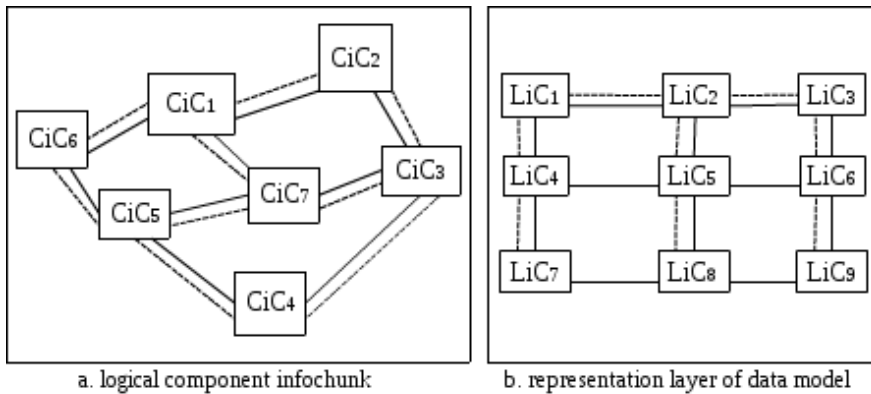 CiC2
CiC1
CiC6
CiC3
CiC7
CiC5
CiC4
LiC1 LiC2 LiC3
LiC4 LiC5 LiC6
LiC7 LiC8 LiC9
a. logical component infochunk
b. representation layer of data model